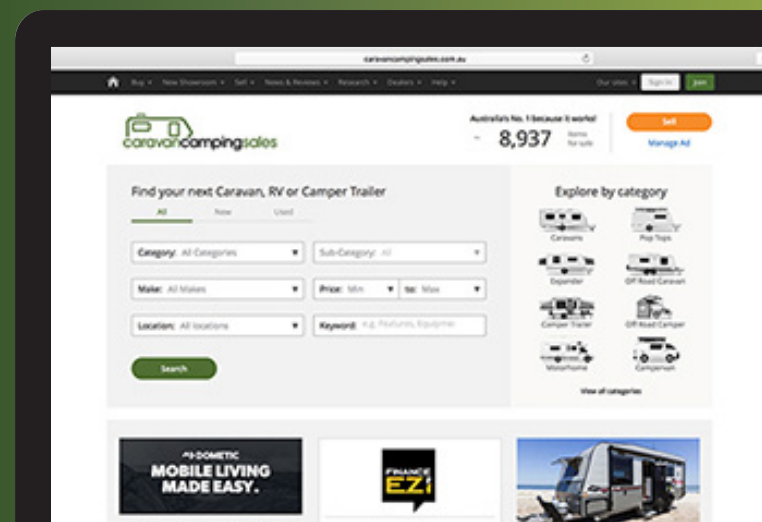 caravancampingsales.com.au
Buy New Showroom Sell News & Reviews Research Dealers Help Our sites Sign In Join
caravancampingsales
Australia's No. 1 because it works!
8,937 items for sale
Sell
Manage Ad
Find your next Caravan, RV or Camper Trailer
All New Used
Category: All Categories
Sub-Category: All
Make: All Makes
Price: Min to: Max
Location: All locations
Keyword: e.g. Features, Equipme
Search
Explore by category
Caravans Pop Tops
Expander Off Road Caravan
Camper Trailer Off Road Camper
Motorhome Campervan
View all categories
DOMETIC
MOBILE LIVING
MADE EASY.
FINANCE
EZi